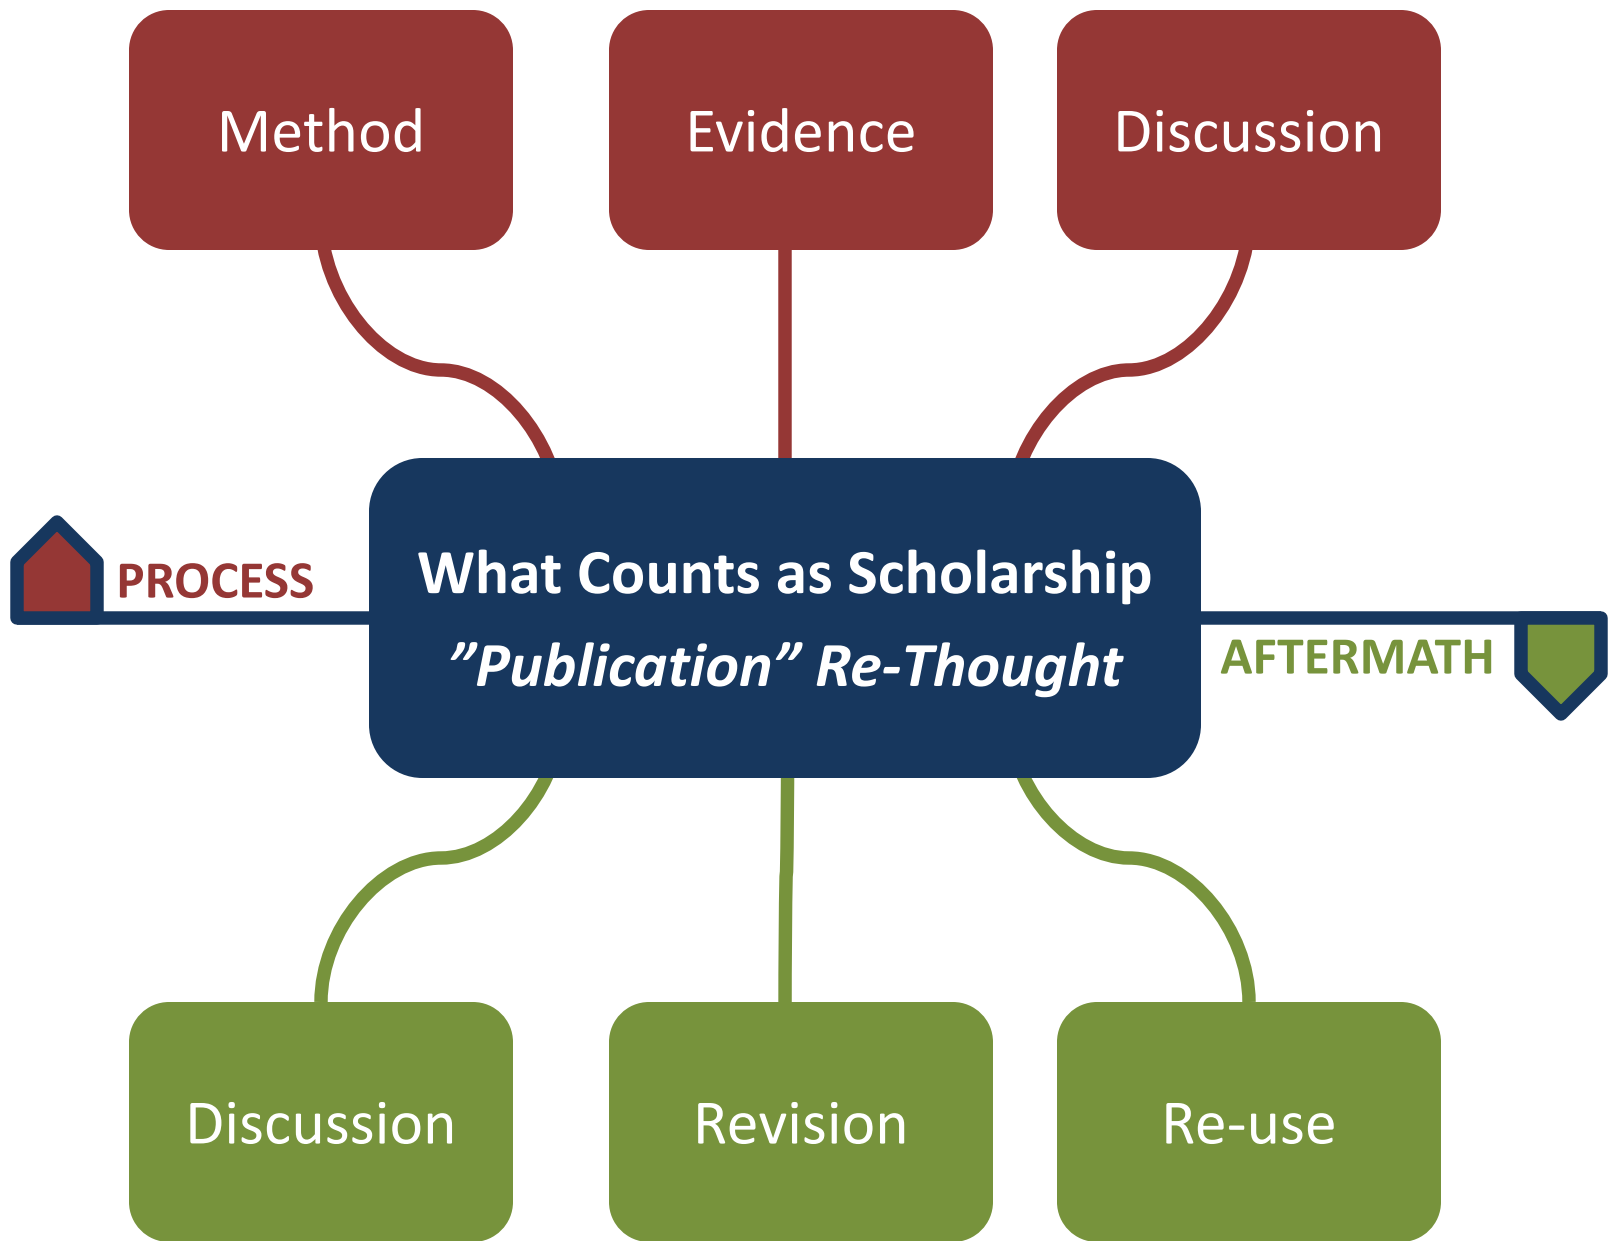 Method
Evidence
Discussion
PROCESS
What Counts as Scholarship
”Publication” Re-Thought
AFTERMATH
Discussion
Revision
Re-use